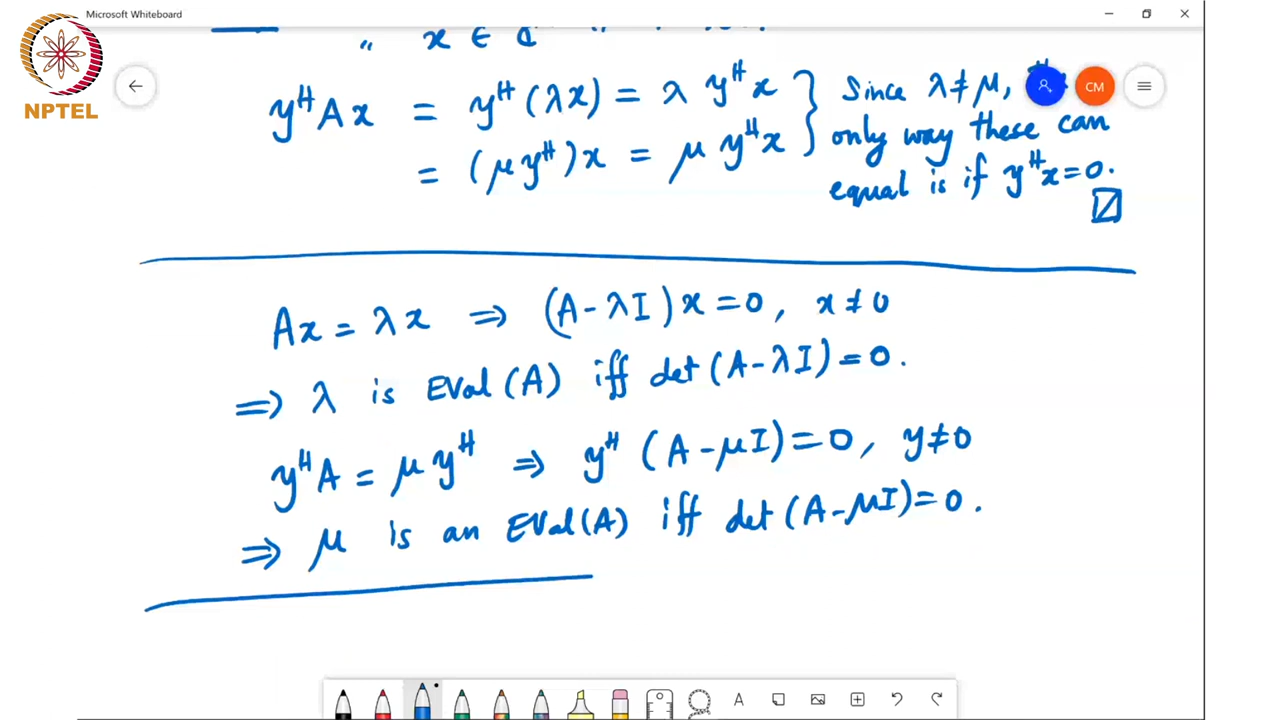 Microsoft Whiteboard
NPTEL
CM
" x ∈
y^H A x = y^H (λx) = λ y^H x } Since λ ≠ μ,
= (μ y^H) x = μ y^H x } only way these can
equal is if y^H x = 0.
Ax = λx ⇒ (A - λI) x = 0, x ≠ 0
⇒ λ is EVal (A) iff det (A - λI) = 0.
y^H A = μ y^H ⇒ y^H (A - μI) = 0, y ≠ 0
⇒ μ is an EVal(A) iff det (A - μI) = 0.
A